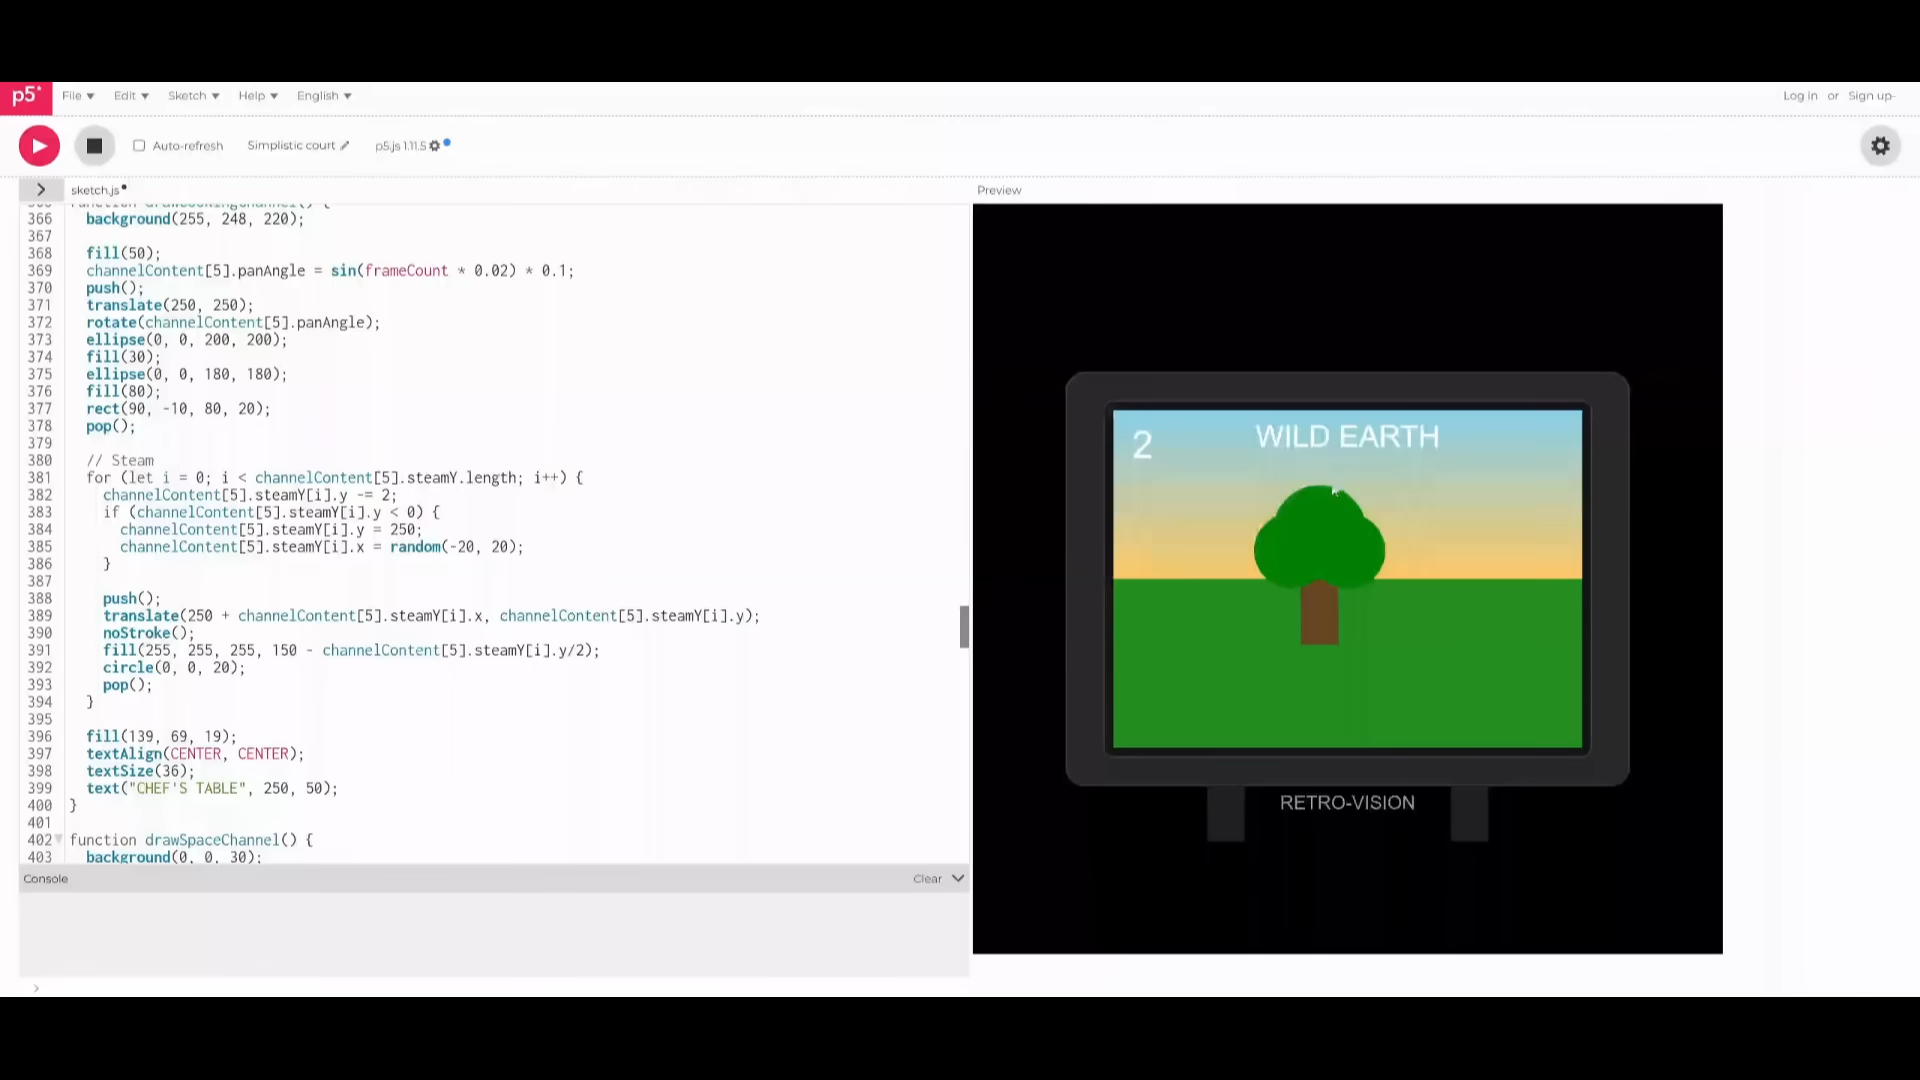 p5*
File
Edit
Sketch
Help
English
Log in or Sign up
Auto-refresh
Simplistic court
p5.js 1.11.5
sketch.js
Preview
366 background(255, 248, 220);
367
368 fill(50);
369 channelContent[5].panAngle = sin(frameCount * 0.02) * 0.1;
370 push();
371 translate(250, 250);
372 rotate(channelContent[5].panAngle);
373 ellipse(0, 0, 200, 200);
374 fill(30);
375 ellipse(0, 0, 180, 180);
376 fill(80);
377 rect(90, -10, 80, 20);
378 pop();
379
380 // Steam
381 for (let i = 0; i < channelContent[5].steamY.length; i++) {
382 channelContent[5].steamY[i].y -= 2;
383 if (channelContent[5].steamY[i].y < 0) {
384 channelContent[5].steamY[i].y = 250;
385 channelContent[5].steamY[i].x = random(-20, 20);
386 }
387
388 push();
389 translate(250 + channelContent[5].steamY[i].x, channelContent[5].steamY[i].y);
390 noStroke();
391 fill(255, 255, 255, 150 - channelContent[5].steamY[i].y/2);
392 circle(0, 0, 20);
393 pop();
394 }
395
396 fill(139, 69, 19);
397 textAlign(CENTER, CENTER);
398 textSize(36);
399 text("CHEF'S TABLE", 250, 50);
400 }
401
402 function drawSpaceChannel() {
403 background(0, 0, 30);
Console
Clear
>
2
WILD EARTH
RETRO-VISION